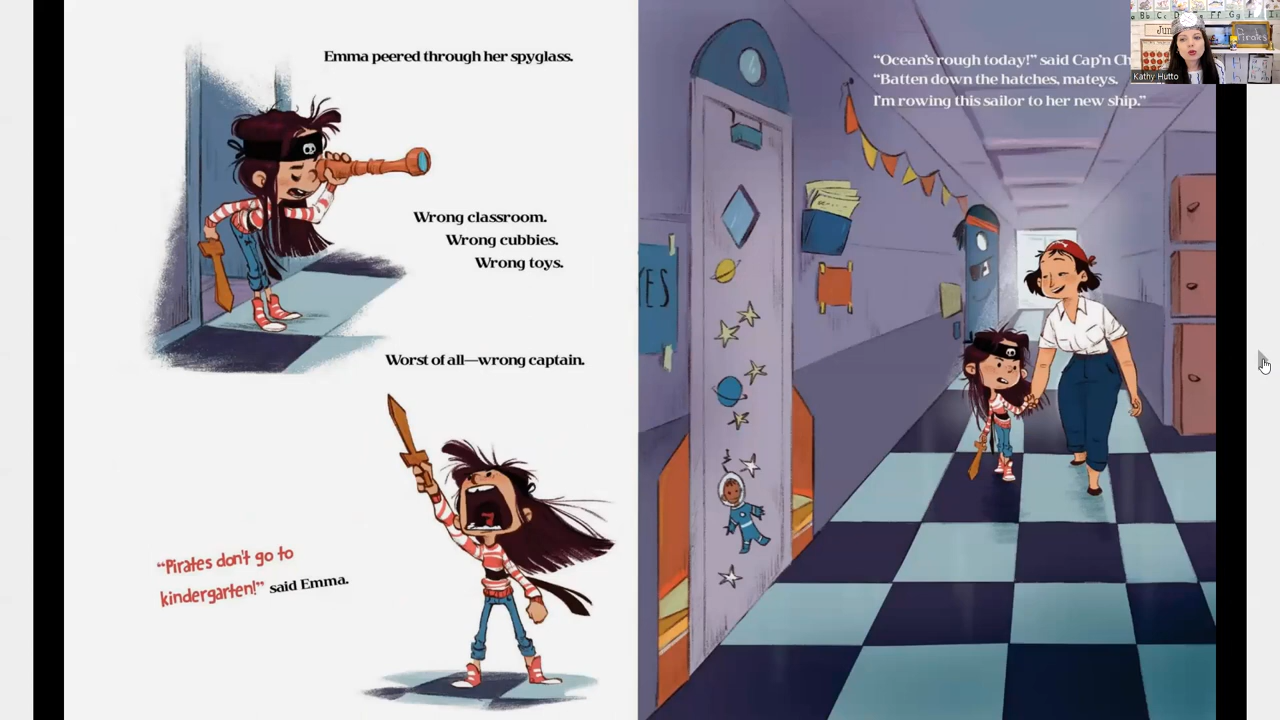 Emma peered through her spyglass.
Wrong classroom.
Wrong cubbies.
Wrong toys.
Worst of all—wrong captain.
“Pirates don't go to
kindergarten!” said Emma.
“Ocean's rough today!” said Cap'n
“Batten down the hatches, mateys.
I'm rowing this sailor to her new ship.”
Kathy Hutto
Pirates